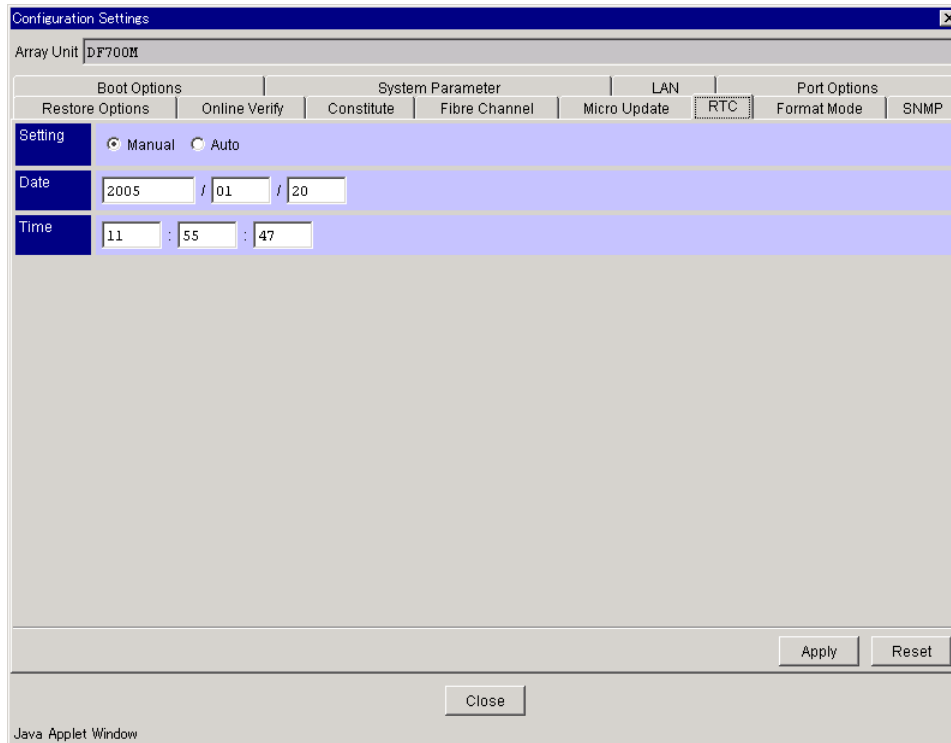 Configuration Settings
Array Unit DF700M
Boot Options System Parameter LAN Port Options
Restore Options Online Verify Constitute Fibre Channel Micro Update RTC Format Mode SNMP
Setting Manual Auto
Date 2005 / 01 / 20
Time 11 : 55 : 47
Apply Reset
Close
Java Applet Window